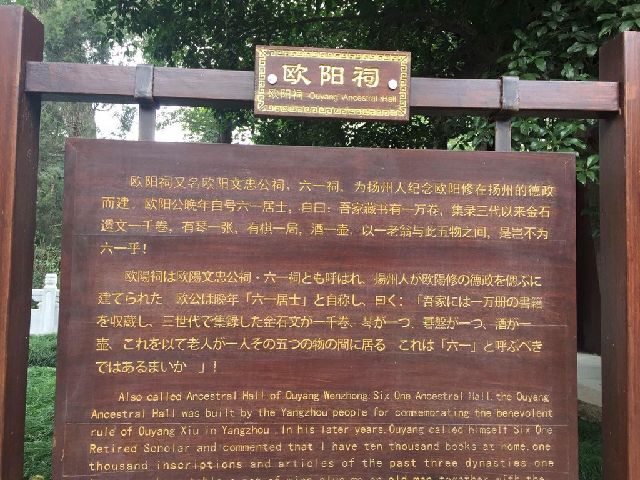 欧阳祠
欧阳祠 Ouyang Ancestral Hall
欧阳祠又名欧阳文忠公祠、六一祠，为扬州人纪念欧阳修在扬州的德政
而建。欧阳公晚年自号六一居士，自曰：吾家藏书有一万卷，集录三代以来金石
遗文一千卷，有琴一张，有棋一局，酒一壶，以一老翁与此五物之间，是岂不为
六一乎！
欧陽祠は欧陽文忠公祠・六一祠とも呼ばれ、揚州人が欧陽修の徳政を偲ぶに
建てられた 欧公は晩年「六一居士」と自称し、曰く：「吾家には一万册の書籍
を収蔵し、三世代で集録した金石文が一千巻、琴が一つ、碁盤が一つ、酒が一
壺、これを以て老人が一人その五つの物の間に居る これは「六一」と呼ぶべき
ではあるまいか 」！
Also called Ancestral Hall of Ouyang Wenzhong Six One Ancestral Hall, the Ouyang
Ancestral Hall was built by the Yangzhou people for commemorating the benevolent
rule of Ouyang Xiu in Yangzhou .In his later years,Ouyang called himself Six One
Retired Scholar and commented that I have ten thousand books at home,one
thousand inscriptions and articles of the past three dynasties one